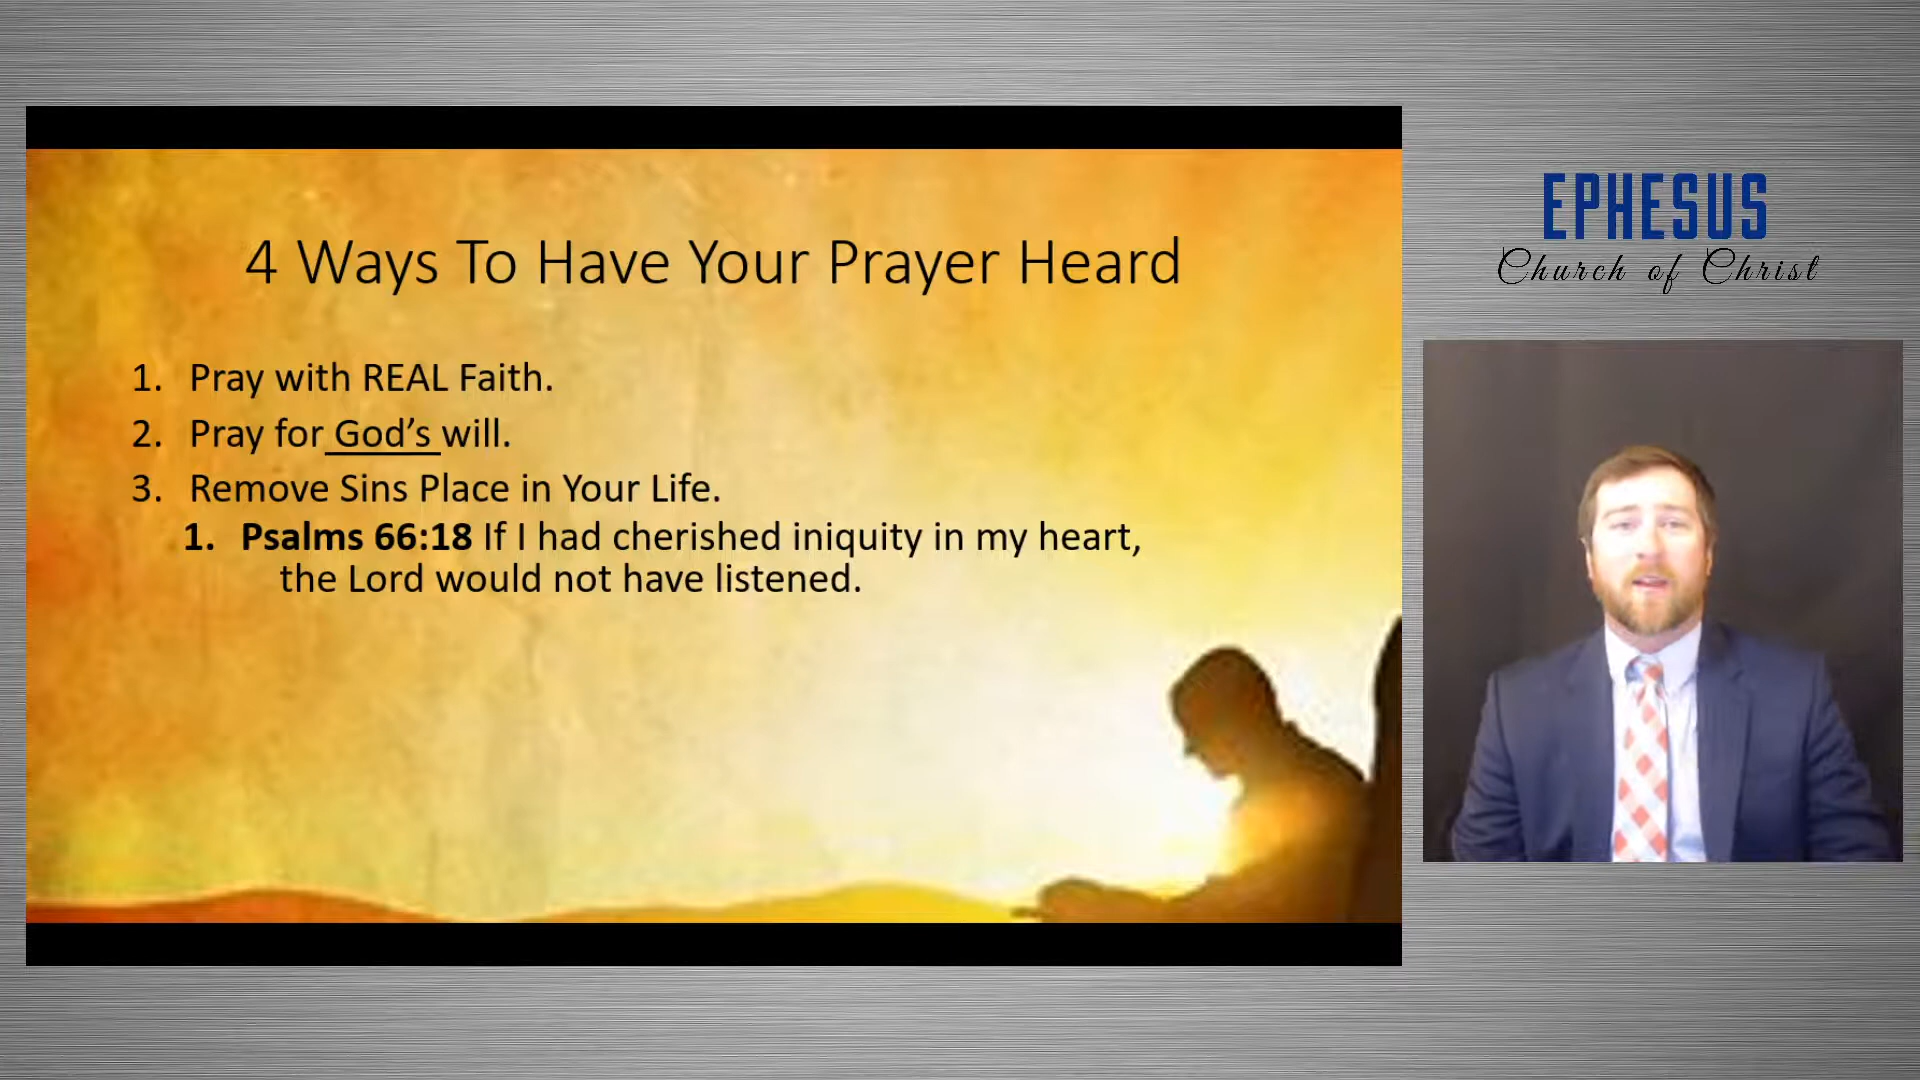 4 Ways To Have Your Prayer Heard
1. Pray with REAL Faith.
2. Pray for God’s will.
3. Remove Sins Place in Your Life.
1. Psalms 66:18 If I had cherished iniquity in my heart,
the Lord would not have listened.
EPHESUS
Church of Christ